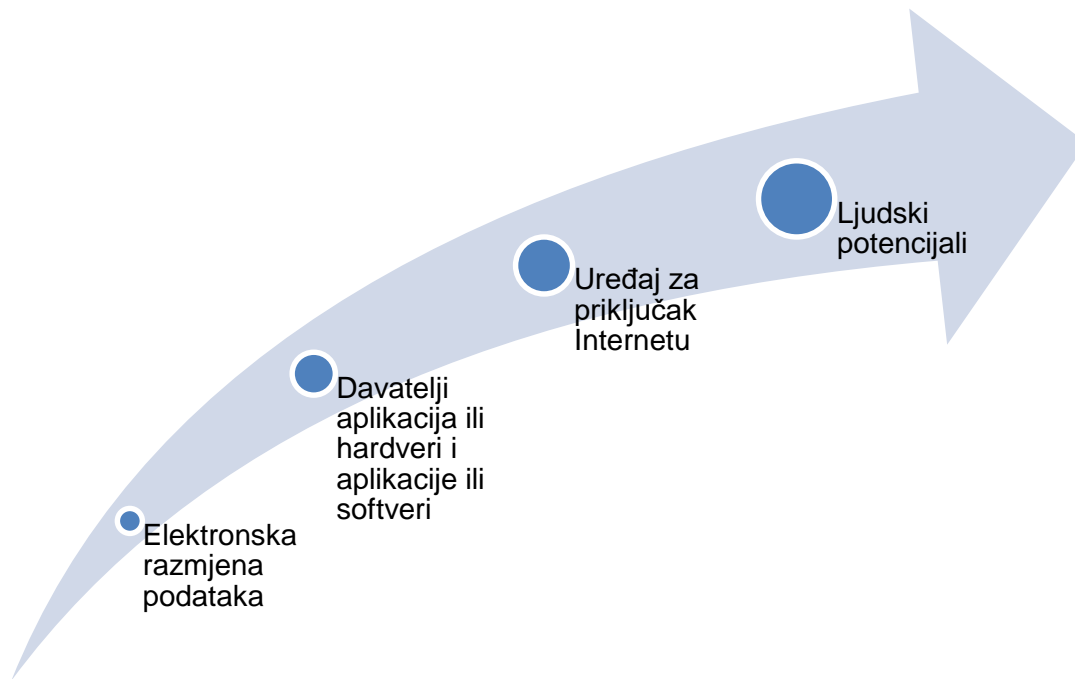 Elektronska
razmjena
podataka
Davatelji
aplikacija ili
hardveri i
aplikacije ili
softveri
Uređaj za
priključak
Internetu
Ljudski
potencijali